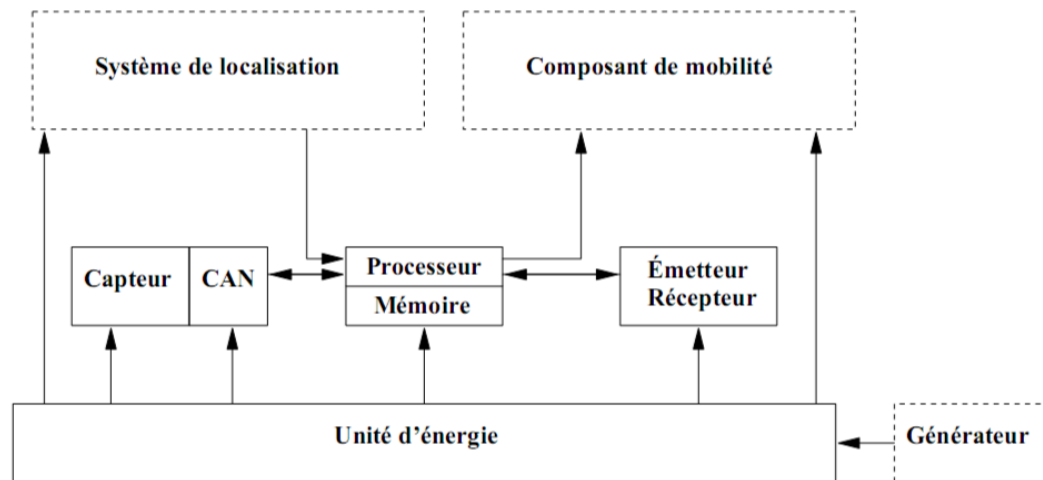 Système de localisation
Composant de mobilité
Capteur
CAN
Processeur
Mémoire
Émetteur
Récepteur
Unité d’énergie
Générateur